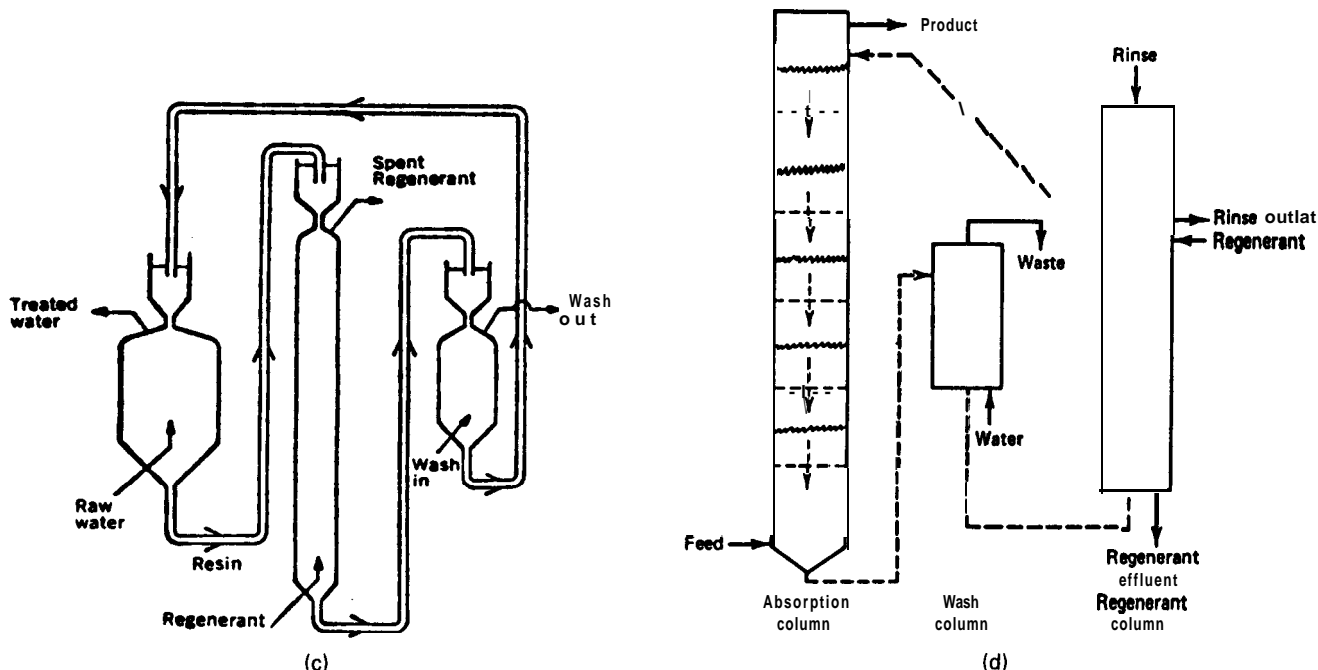 Spent
Regenerant
Treated
water
Wash
out
Wash
in
Raw
water
Resin
Regenerant
(c)
Product
Rinse
Rinse outlat
Regenerant
Waste
Water
Feed
Regenerant
effluent
Absorption
column
Wash
column
Regenerant
column
(d)